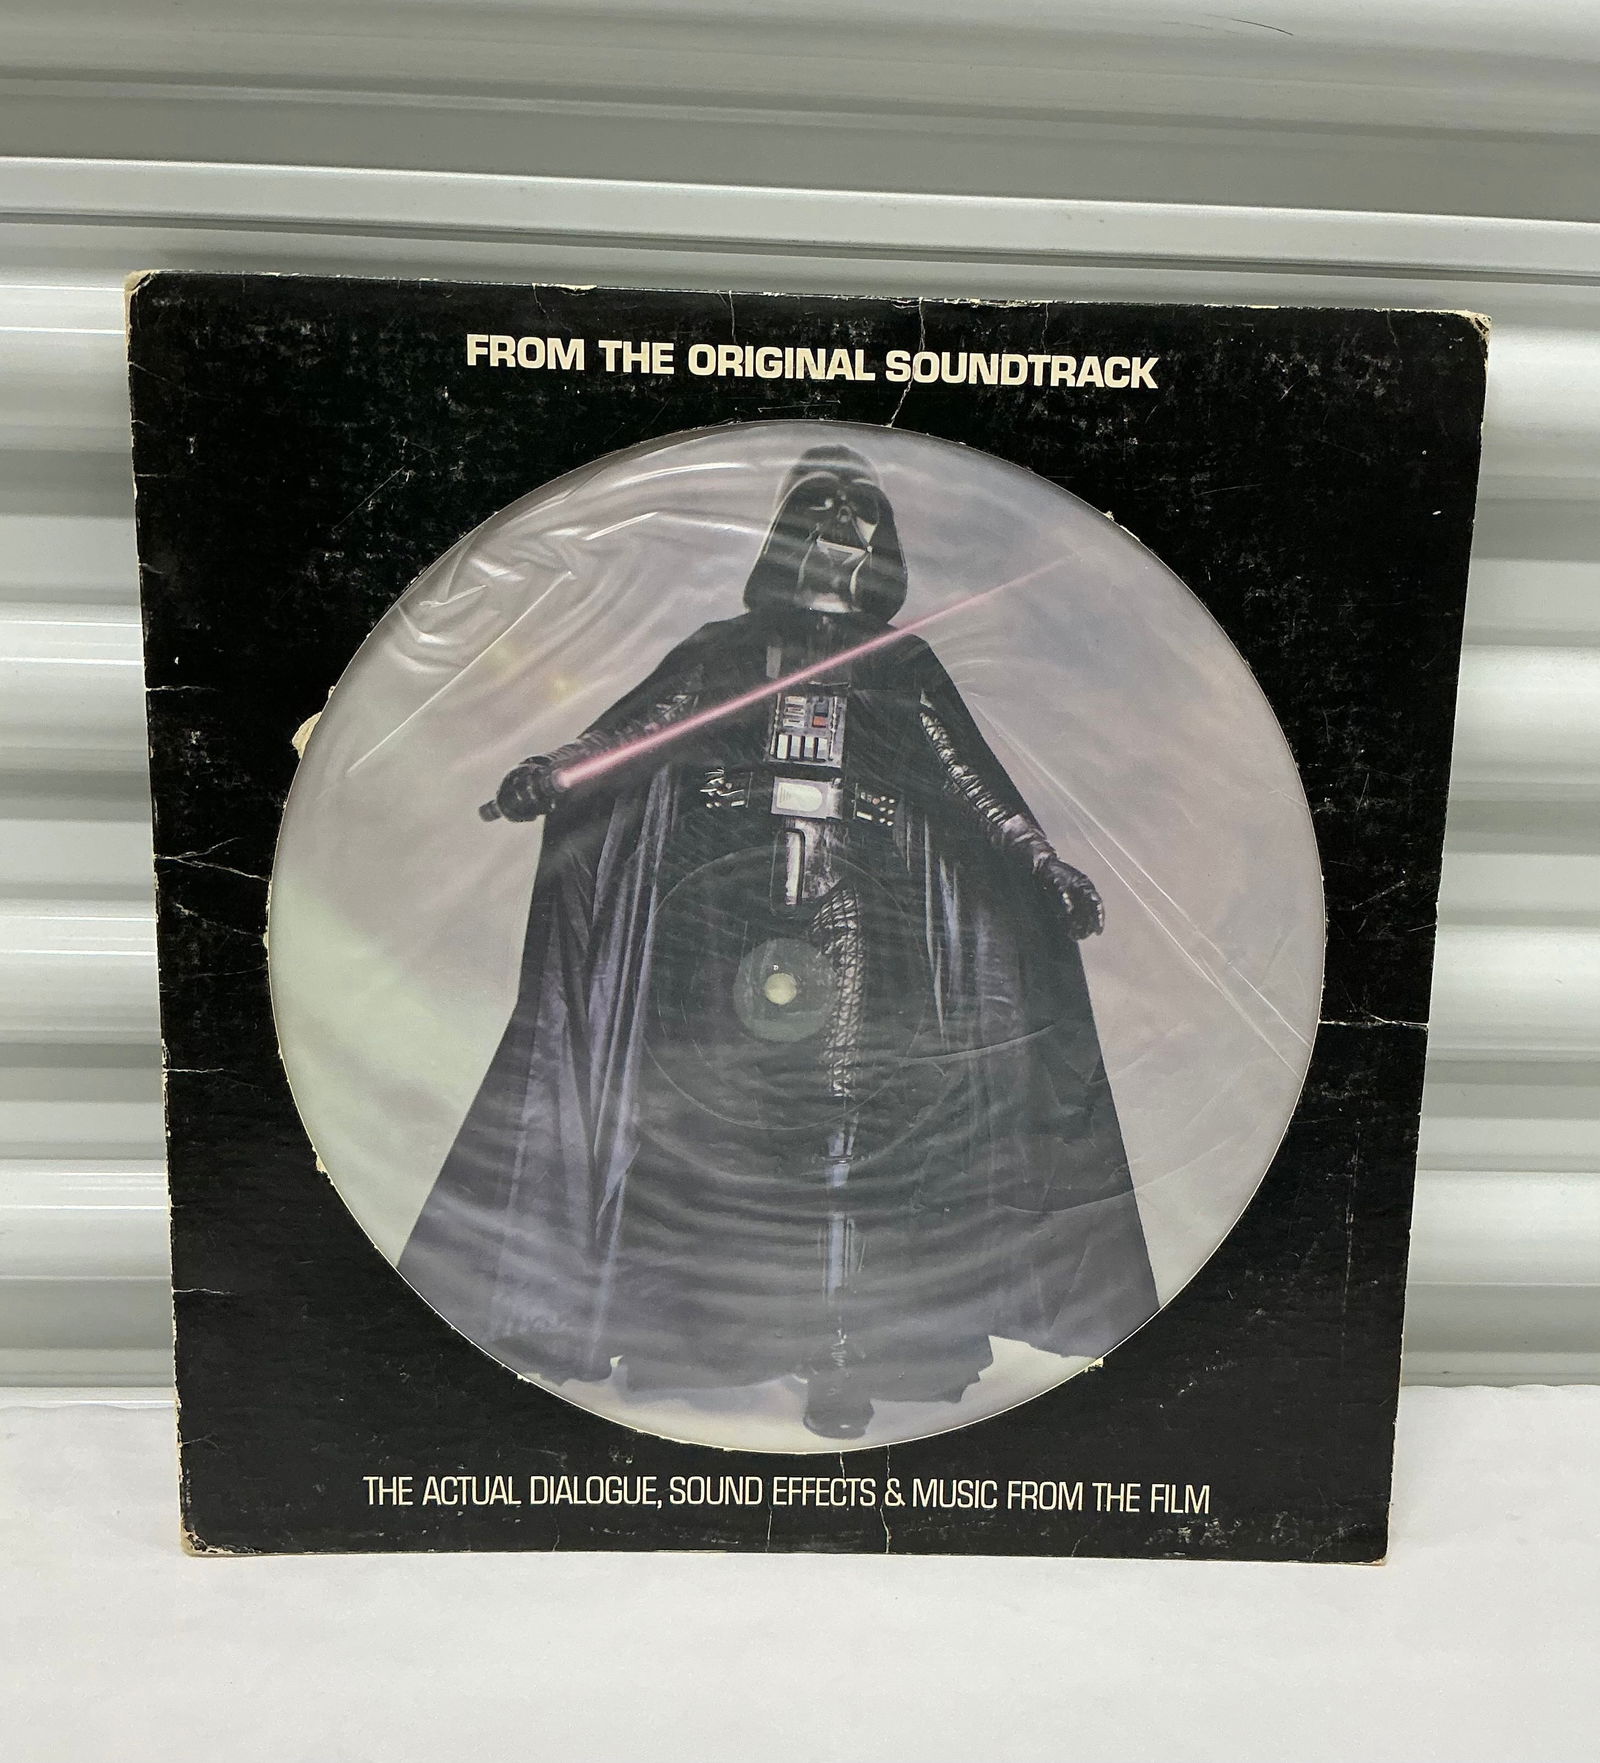 FROM THE ORIGINAL SOUNDTRACK
THE ACTUAL DIALOGUE, SOUND EFFECTS & MUSIC FROM THE FILM